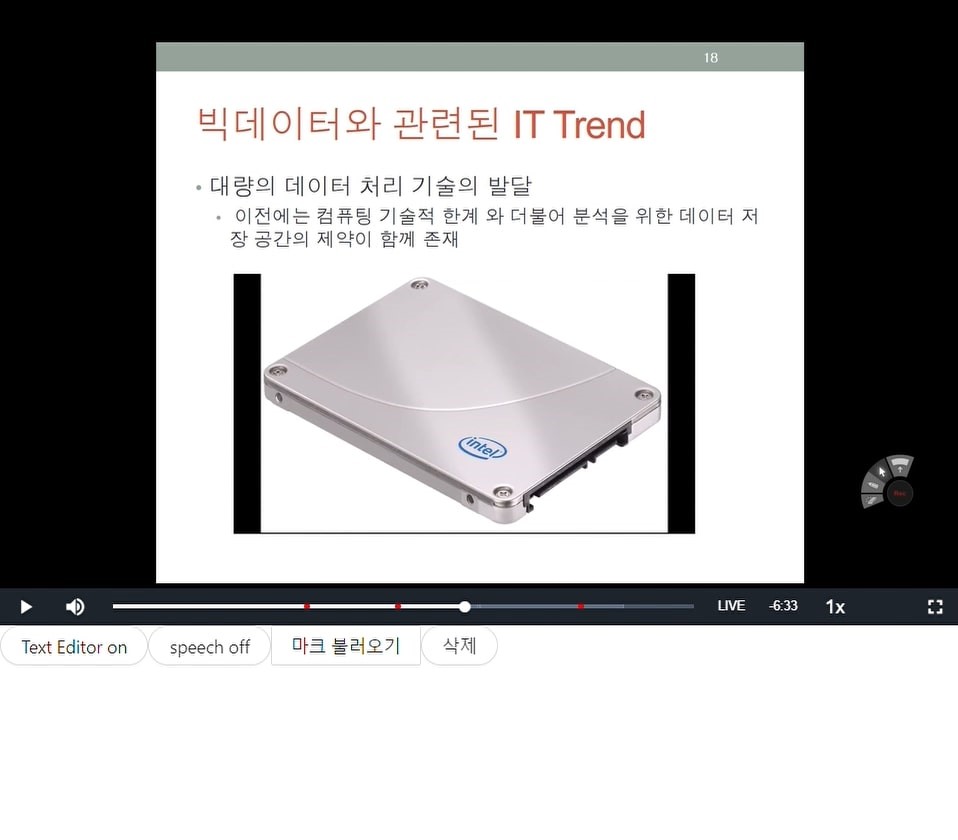 18
빅데이터와 관련된 IT Trend
• 대량의 데이터 처리 기술의 발달
• 이전에는 컴퓨팅 기술적 한계 와 더불어 분석을 위한 데이터 저
장 공간의 제약이 함께 존재
intel
Rec
LIVE -6:33 1x
Text Editor on speech off 마크 불러오기 삭제